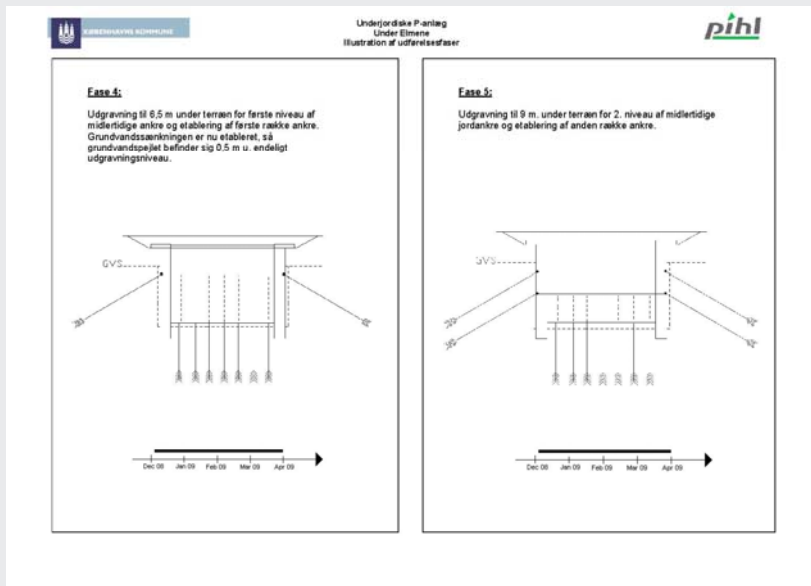 KØBENHAVNS KOMMUNE
Underjordiske P-anlæg
Under Elmene
Illustration af udførelsesfaser
pihl
Fase 4:
Udgravning til 6,5 m under terræn for første niveau af
midlertidige ankre og etablering af første række ankre.
Grundvandssænkningen er nu etableret, så
grundvandspejlet befinder sig 0,5 m u. endeligt
udgravningsniveau.
GVS
Dec 08 Jan 09 Feb 09 Mar 09 Apr 09
Fase 5:
Udgravning til 9 m. under terræn for 2. niveau af midlertidige
jordankre og etablering af anden række ankre.
GVS
Dec 08 Jan 09 Feb 09 Mar 09 Apr 09